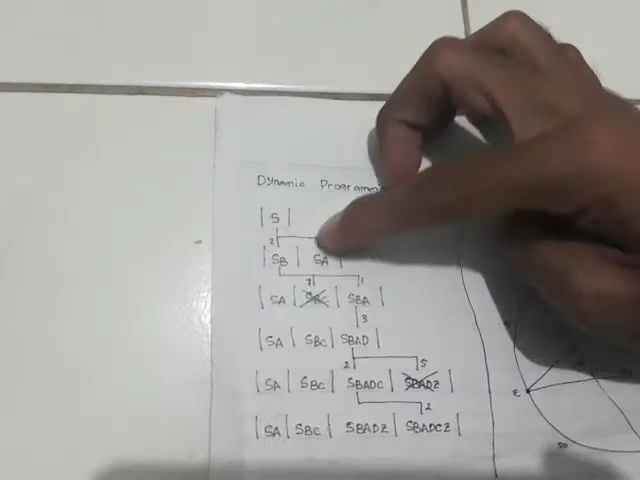 Dynamic Programm
| S |
2
| SB | SA |
7 1
| SA | SBC | SBA |
3
| SA | SBC | SBAD |
2 5
| SA | SBC | SBADC | SBADZ |
2
| SA | SBC | SBADZ | SBADCZ |
E